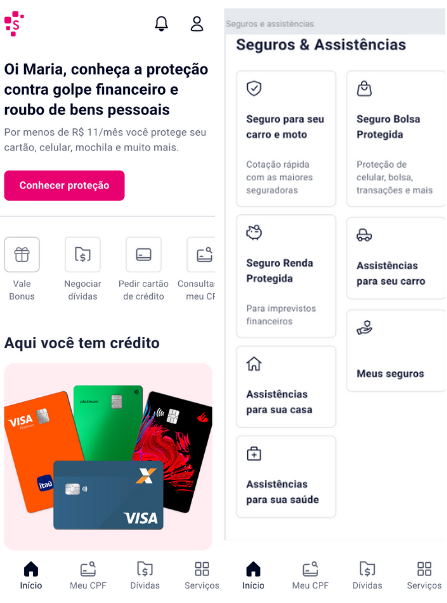 S
Oi Maria, conheça a proteção
contra golpe financeiro e
roubo de bens pessoais
Por menos de R$ 11/mês você protege seu
cartão, celular, mochila e muito mais.
Conhecer proteção
Vale
Bonus
Negociar
dívidas
Pedir cartão
de crédito
Consulta
meu CF
Aqui você tem crédito
VISA
Platinum
platinum
itaú
VISA
Início
Meu CPF
Dívidas
Serviços
Seguros e assistências
Seguros & Assistências
Seguro para seu
carro e moto
Cotação rápida
com as maiores
seguradoras
Seguro Bolsa
Protegida
Proteção de
celular, bolsa,
transações e mais
Seguro Renda
Protegida
Para imprevistos
financeiros
Assistências
para seu carro
Meus seguros
Assistências
para sua casa
Assistências
para sua saúde
Início
Meu CPF
Dívidas
Serviços